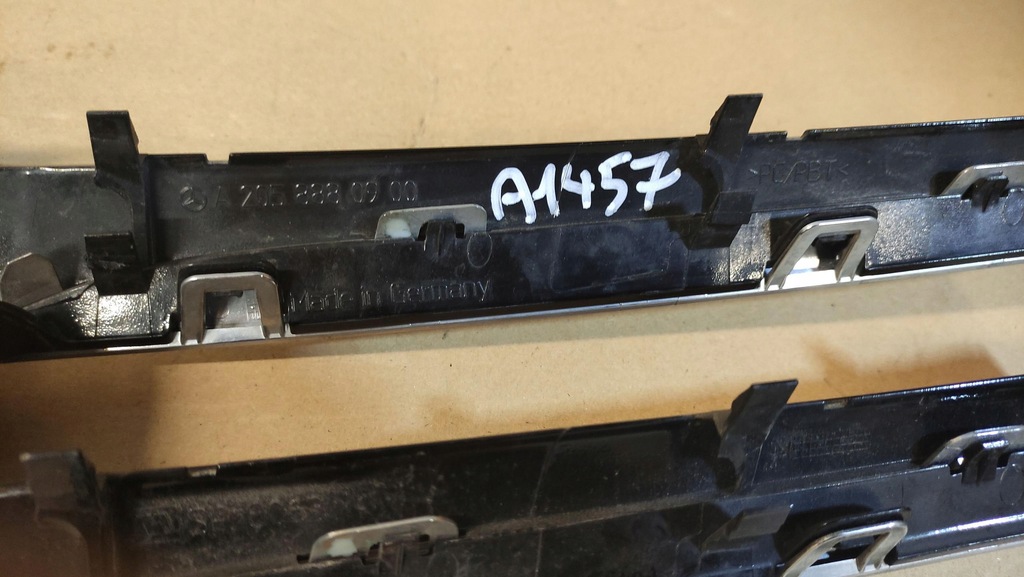 A 205 888 09 00
A1457
>PC/PBT<
Made in Germany